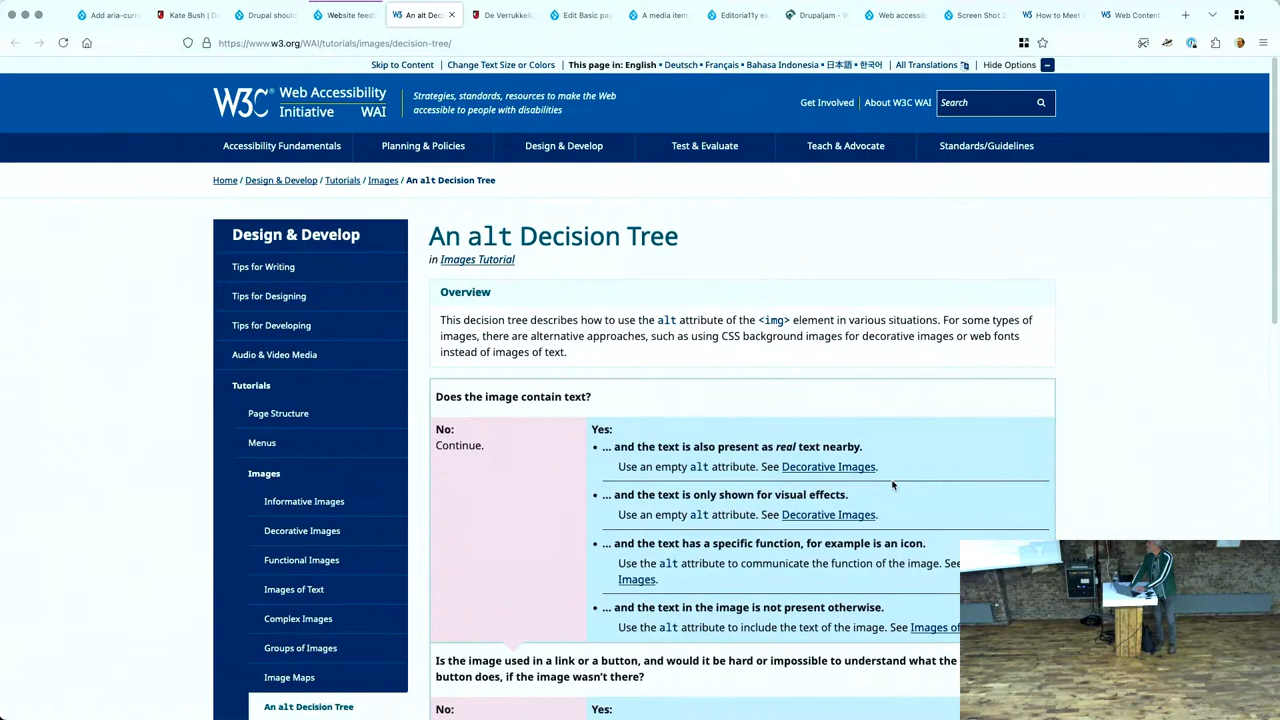 Add aria-curr
Kate Bush | D
Drupal shoul
Website feedb
An alt Deci
De Verrukkelij
Edit Basic pag
A media item
Editoria11y ex
Drupaljam - W
Web accessib
Screen Shot 2
How to Meet W
Web Content A
https://www.w3.org/WAI/tutorials/images/decision-tree/
Skip to Content | Change Text Size or Colors | This page in: English ▪ Deutsch ▪ Français ▪ Bahasa Indonesia ▪ 日本語 ▪ 한국어 All Translations Hide Options
W3C® Web Accessibility Initiative WAI
Strategies, standards, resources to make the Web
accessible to people with disabilities
Get Involved | About W3C WAI
Search
Accessibility Fundamentals Planning & Policies Design & Develop Test & Evaluate Teach & Advocate Standards/Guidelines
Home / Design & Develop / Tutorials / Images / An alt Decision Tree
Design & Develop
Tips for Writing
Tips for Designing
Tips for Developing
Audio & Video Media
Tutorials
Page Structure
Menus
Images
Informative Images
Decorative Images
Functional Images
Images of Text
Complex Images
Groups of Images
Image Maps
An alt Decision Tree
An alt Decision Tree
in Images Tutorial
Overview
This decision tree describes how to use the alt attribute of the <img> element in various situations. For some types of
images, there are alternative approaches, such as using CSS background images for decorative images or web fonts
instead of images of text.
Does the image contain text?
No:
Continue.
Yes:
• … and the text is also present as real text nearby.
Use an empty alt attribute. See Decorative Images.
• … and the text is only shown for visual effects.
Use an empty alt attribute. See Decorative Images.
• … and the text has a specific function, for example is an icon.
Use the alt attribute to communicate the function of the image. See
Images.
• … and the text in the image is not present otherwise.
Use the alt attribute to include the text of the image. See Images of
Is the image used in a link or a button, and would it be hard or impossible to understand what the
button does, if the image wasn't there?
No:
Yes: